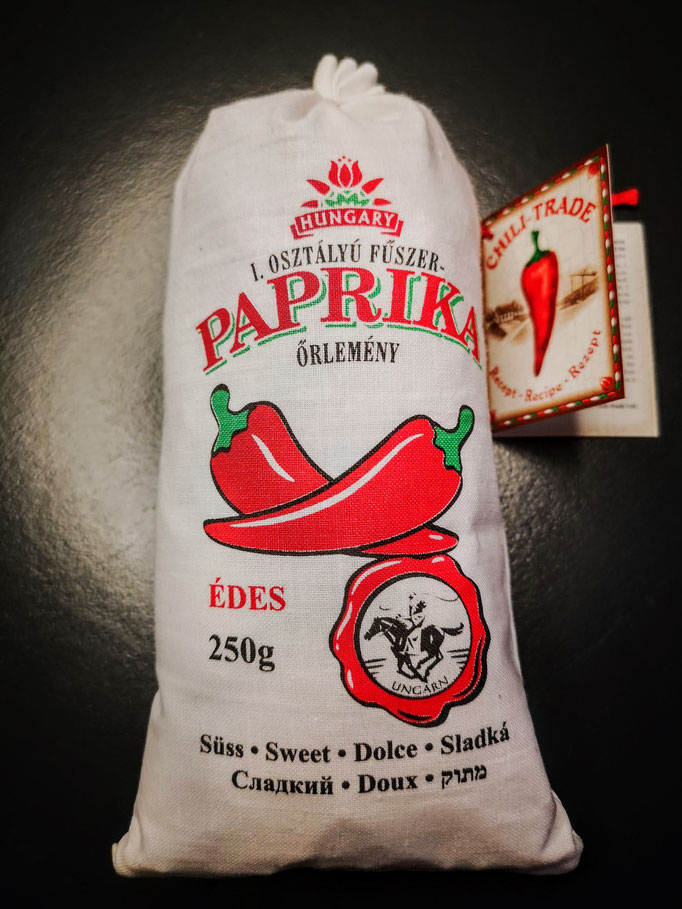 HUNGARY
I. OSZTÁLYÚ FŰSZER-
PAPRIKA
ŐRLEMÉNY
CHILI-TRADE
Recept - Recipe - Rezept
ÉDES
250g
UNGARN
Süss • Sweet • Dolce • Sladká
Сладкий • Doux • מתוק